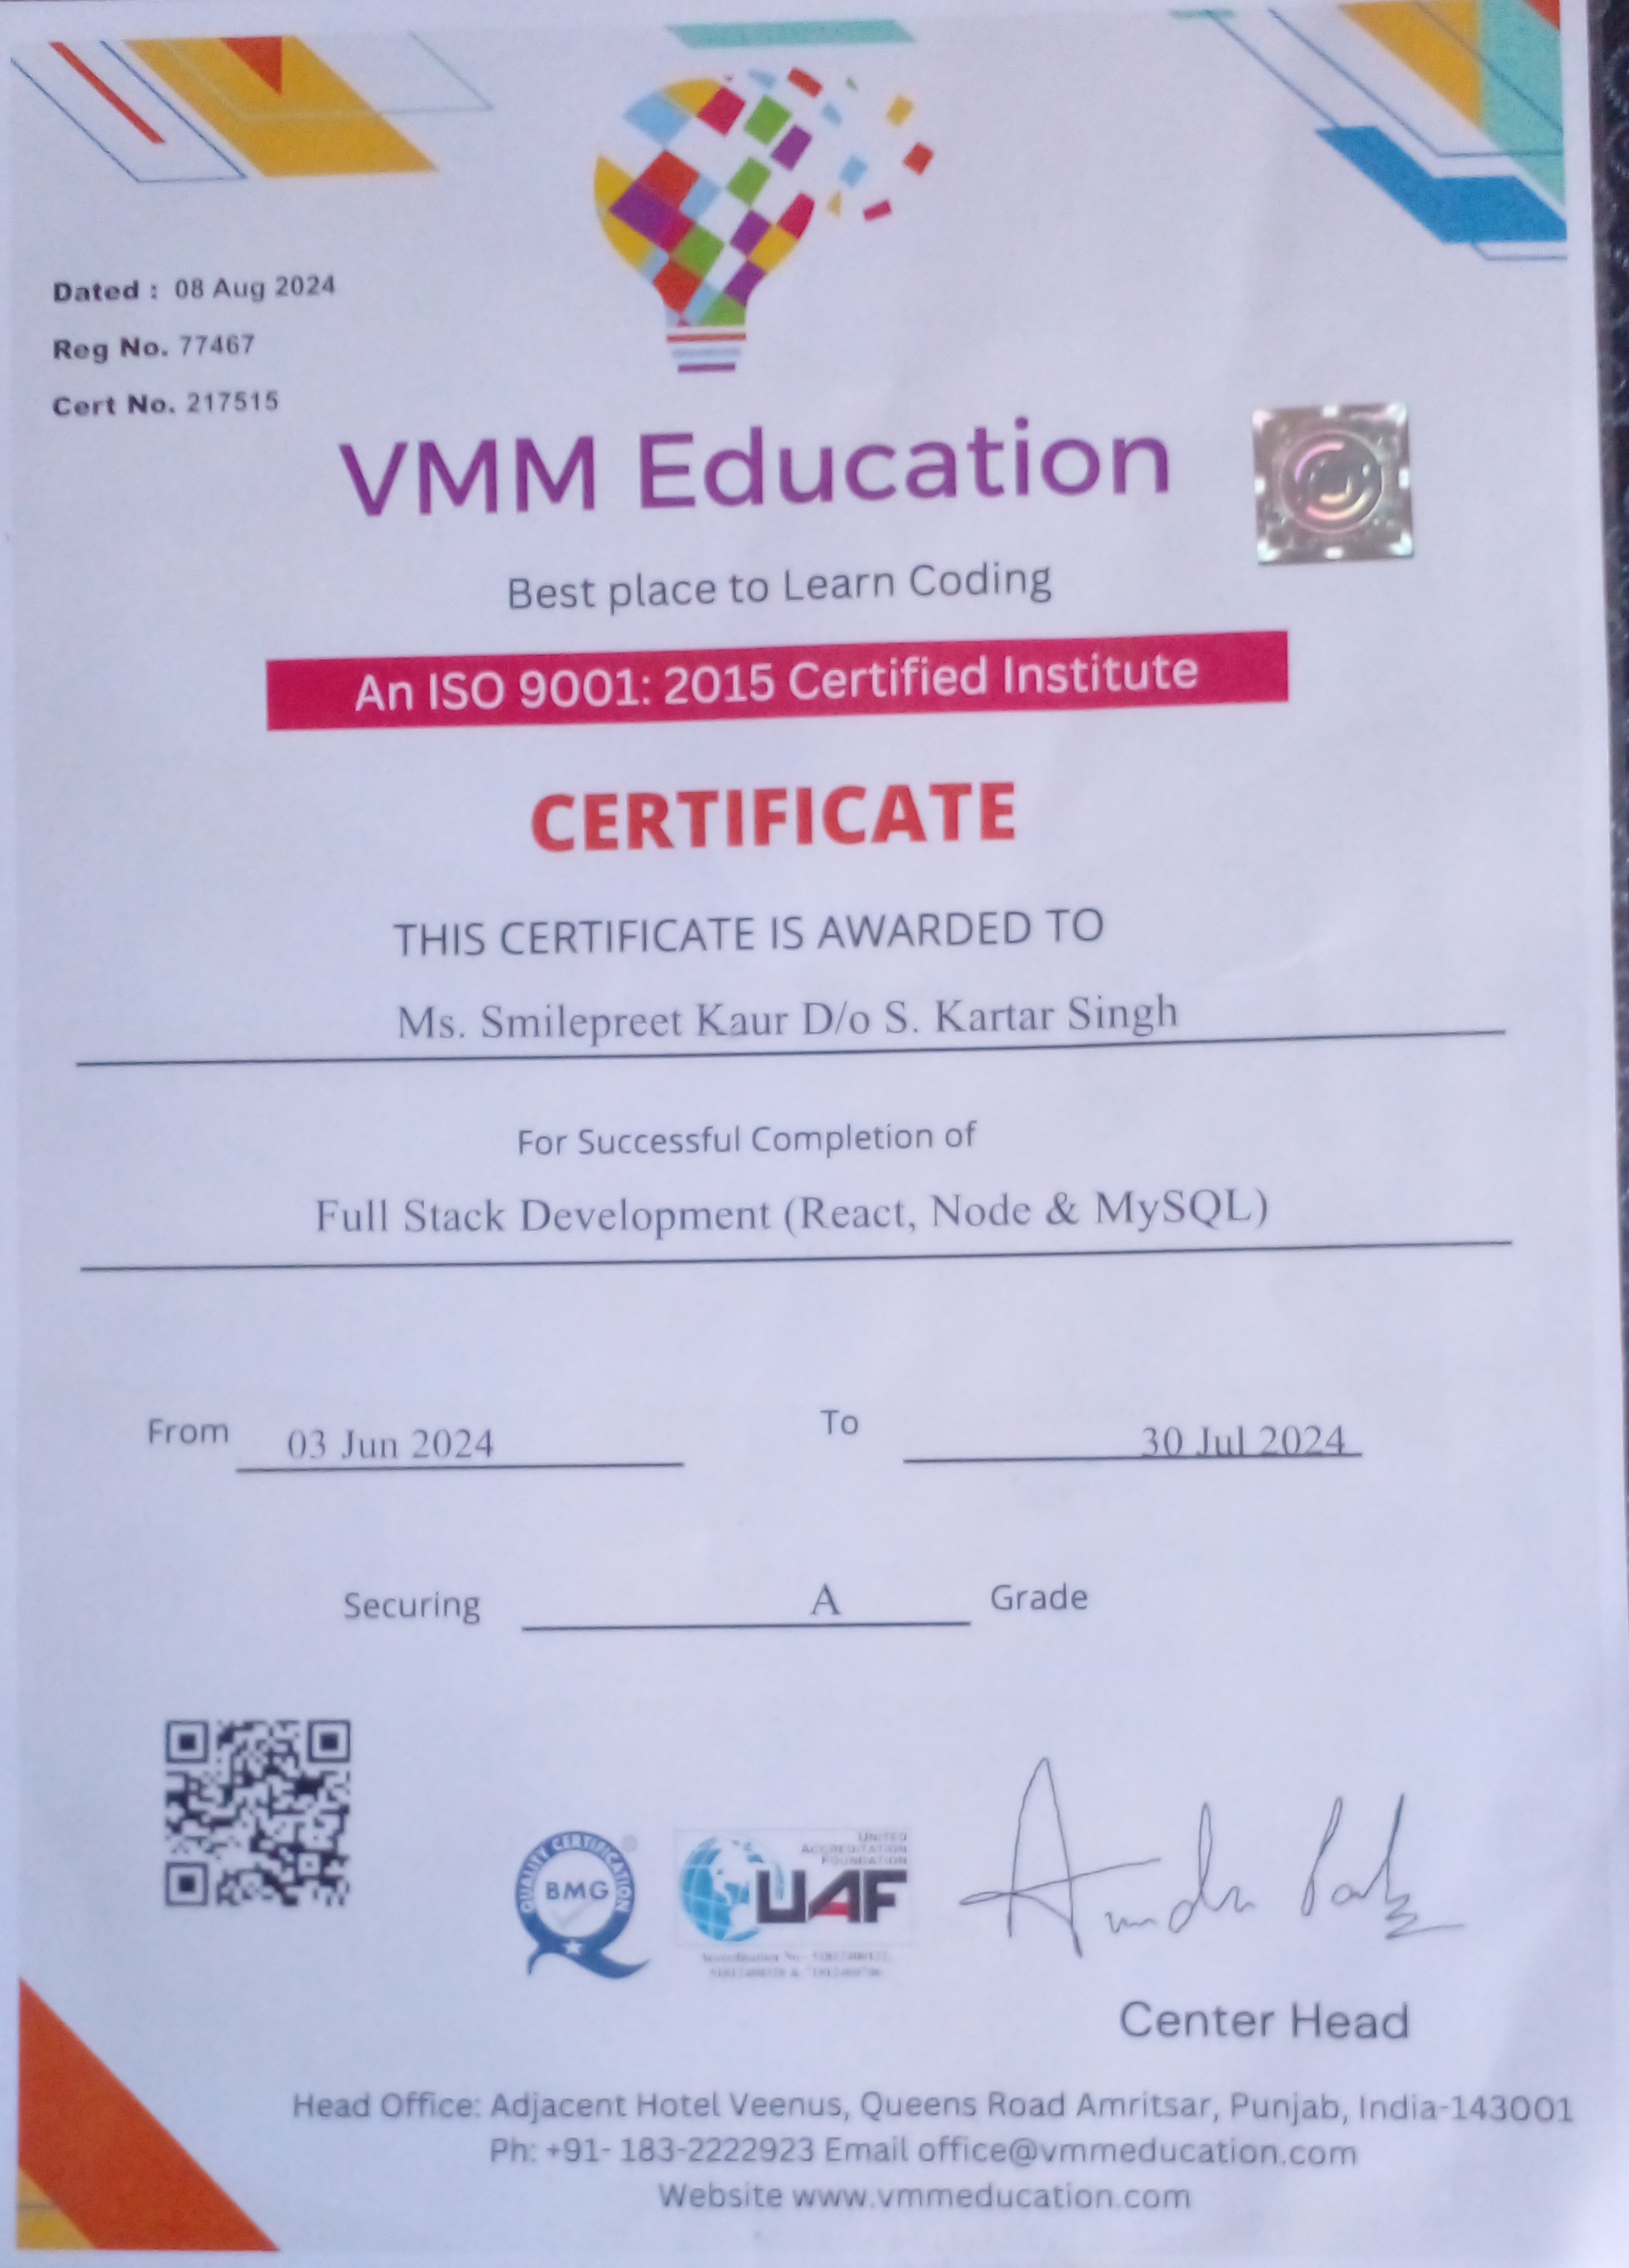 Dated : 08 Aug 2024
Reg No. 77467
Cert No. 217515
VMM Education
Best place to Learn Coding
An ISO 9001: 2015 Certified Institute
CERTIFICATE
THIS CERTIFICATE IS AWARDED TO
Ms. Smilepreet Kaur D/o S. Kartar Singh
For Successful Completion of
Full Stack Development (React, Node & MySQL)
From 03 Jun 2024 To 30 Jul 2024
Securing A Grade
QUALITY CERTIFICATION
BMG
®
UNITED
ACCREDITATION
FOUNDATION
UAF
Accreditation No
Center Head
Head Office: Adjacent Hotel Veenus, Queens Road Amritsar, Punjab, India-143001
Ph: +91- 183-2222923 Email office@vmmeducation.com
Website www.vmmeducation.com